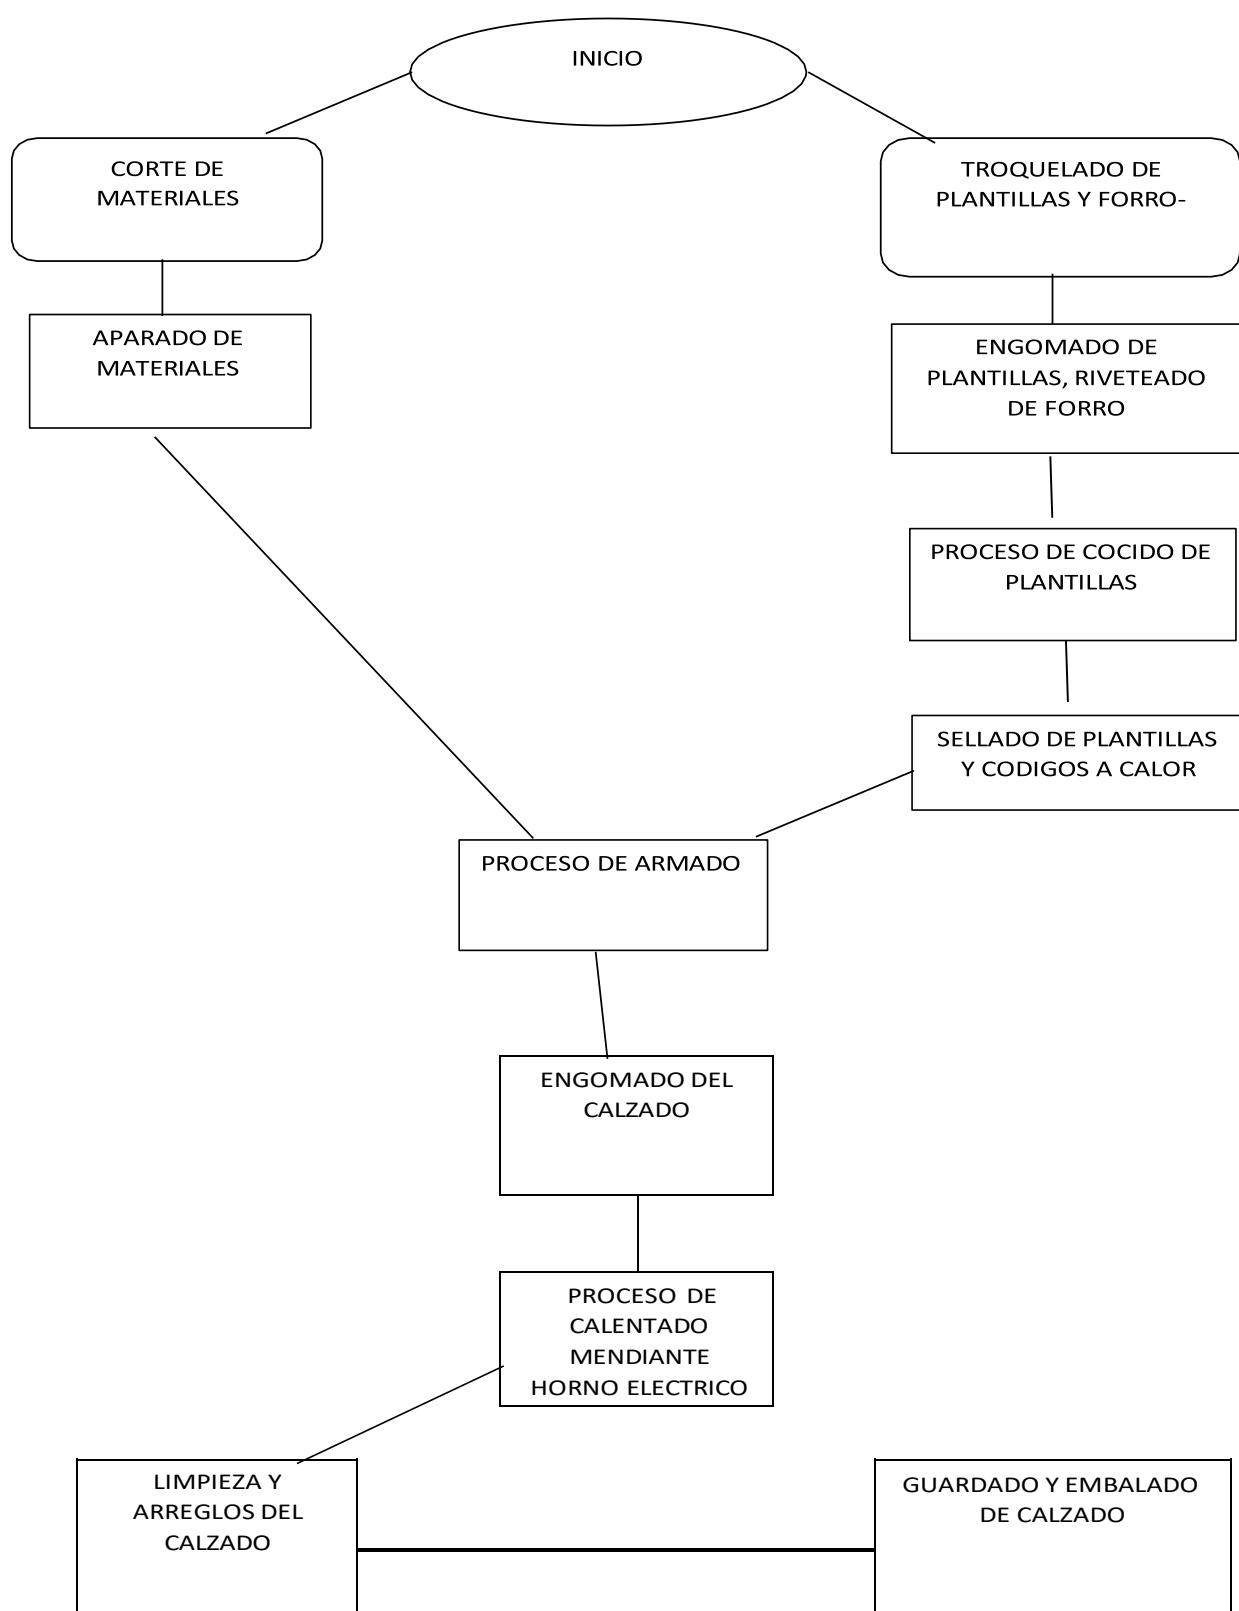 INICIO
CORTE DE
MATERIALES
TROQUELADO DE
PLANTILLAS Y FORRO-
APARADO DE
MATERIALES
ENGOMADO DE
PLANTILLAS, RIVETEADO
DE FORRO
PROCESO DE COCIDO DE
PLANTILLAS
SELLADO DE PLANTILLAS
Y CODIGOS A CALOR
PROCESO DE ARMADO
ENGOMADO DEL
CALZADO
PROCESO DE
CALENTADO
MENDIANTE
HORNO ELECTRICO
LIMPIEZA Y
ARREGLOS DEL
CALZADO
GUARDADO Y EMBALADO
DE CALZADO